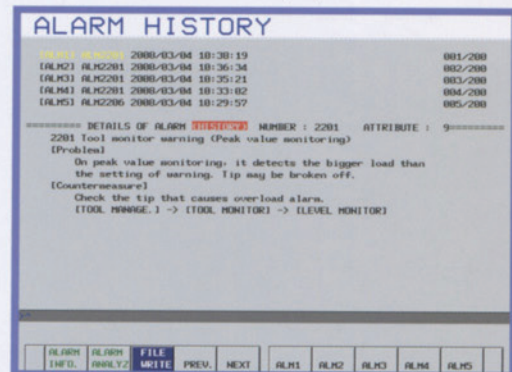 ALARM HISTORY
[ALM1] ALM2201 2008/03/04 10:38:19 001/200
[ALM2] ALM2201 2008/03/04 10:36:34 002/200
[ALM3] ALM2201 2008/03/04 10:35:21 003/200
[ALM4] ALM2201 2008/03/04 10:33:02 004/200
[ALM5] ALM2206 2008/03/04 10:29:57 005/200
========= DETAILS OF ALARM (HISTORY) NUMBER : 2201 ATTRIBUTE : 9=========
2201 Tool monitor warning (Peak value monitoring)
[Problem]
On peak value monitoring, it detects the bigger load than
the setting of warning. Tip may be broken off.
[Countermeasure]
Check the tip that causes overload alarm.
[TOOL MANAGE.] -> [TOOL MONITOR] -> [LEVEL MONITOR]
ALARM ALARM FILE
INFO. ANALYZ WRITE PREV. NEXT ALM1 ALM2 ALM3 ALM4 ALM5